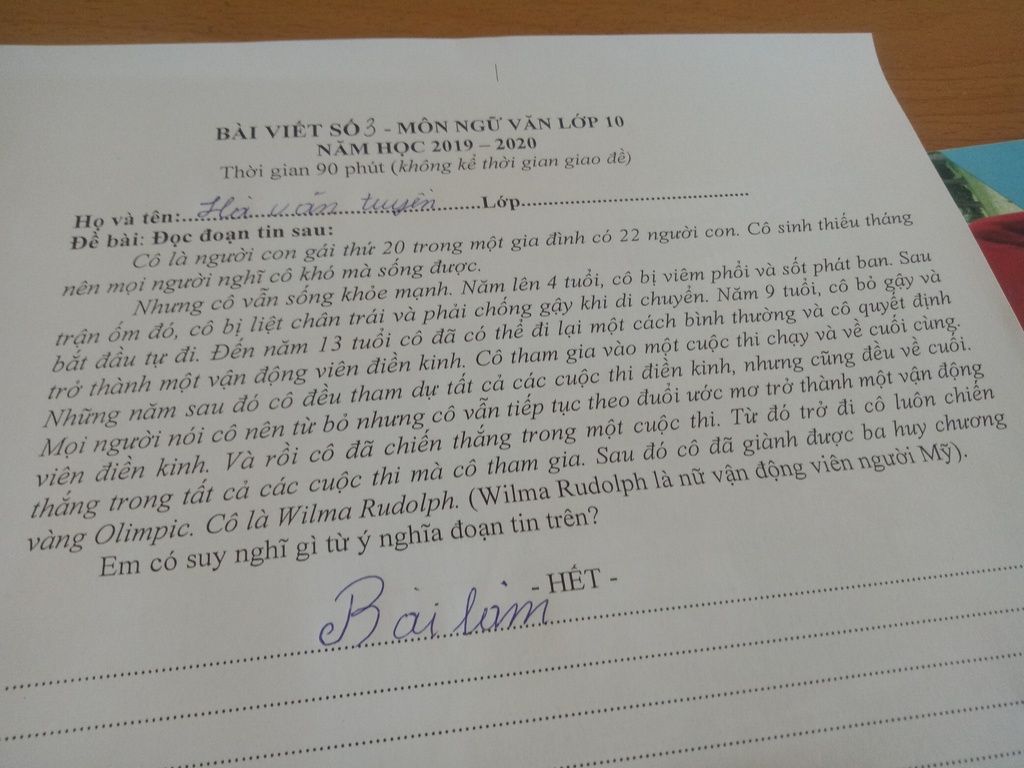 BÀI VIẾT SỐ 3 - MÔN NGỮ VĂN LỚP 10
NĂM HỌC 2019 – 2020
Thời gian 90 phút (không kể thời gian giao đề)
Họ và tên:....Hà văn tuyên....Lớp....
Đề bài: Đọc đoạn tin sau:
Cô là người con gái thứ 20 trong một gia đình có 22 người con. Cô sinh thiếu tháng
nên mọi người nghĩ cô khó mà sống được.
Nhưng cô vẫn sống khỏe mạnh. Năm lên 4 tuổi, cô bị viêm phổi và sốt phát ban. Sau
trận ốm đó, cô bị liệt chân trái và phải chống gậy khi di chuyển. Năm 9 tuổi, cô bỏ gậy và
bắt đầu tự đi. Đến năm 13 tuổi cô đã có thể đi lại một cách bình thường và cô quyết định
trở thành một vận động viên điền kinh. Cô tham gia vào một cuộc thi chạy và về cuối cùng.
Những năm sau đó cô đều tham dự tất cả các cuộc thi điền kinh, nhưng cũng đều về cuối.
Mọi người nói cô nên từ bỏ nhưng cô vẫn tiếp tục theo đuổi ước mơ trở thành một vận động
viên điền kinh. Và rồi cô đã chiến thắng trong một cuộc thi. Từ đó trở đi cô luôn chiến
thắng trong tất cả các cuộc thi mà cô tham gia. Sau đó cô đã giành được ba huy chương
vàng Olimpic. Cô là Wilma Rudolph. (Wilma Rudolph là nữ vận động viên người Mỹ).
Em có suy nghĩ gì từ ý nghĩa đoạn tin trên?
- HẾT -
Bài làm